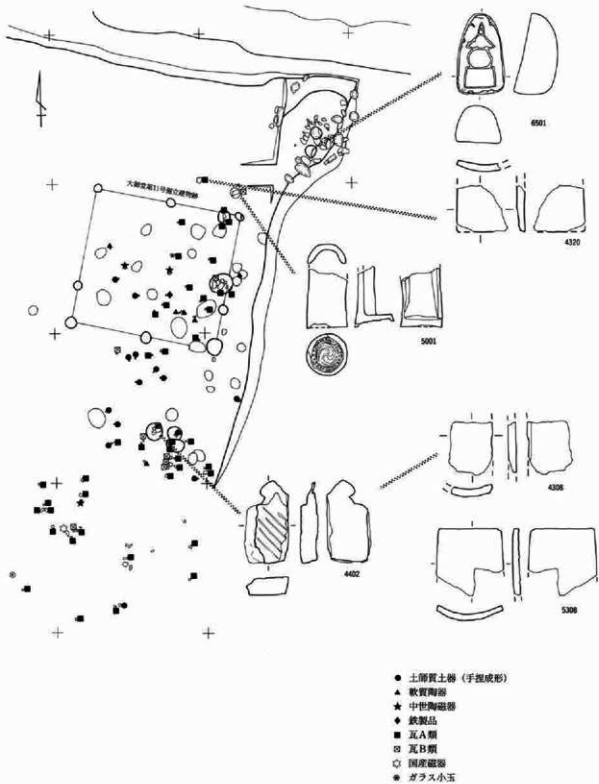 6501
4320
大師堂第11号掘立建物跡
5001
4308
4402
5308
土師質土器（手捏成形）
軟質陶器
中世陶磁器
鉄製品
瓦A類
瓦B類
国産磁器
ガラス小玉